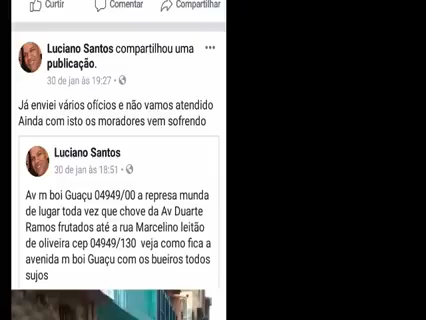 Curtir Comentar Compartilhar
Luciano Santos compartilhou uma
publicação.
30 de jan às 19:27 •
Já enviei vários ofícios e não vamos atendido
Ainda com isto os moradores vem sofrendo
Luciano Santos
30 de jan às 18:51 •
Av m boi Guaçu 04949/00 a represa munda
de lugar toda vez que chove da Av Duarte
Ramos frutados até a rua Marcelino leitão
de oliveira cep 04949/130 veja como fica a
avenida m boi Guaçu com os bueiros todos
sujos